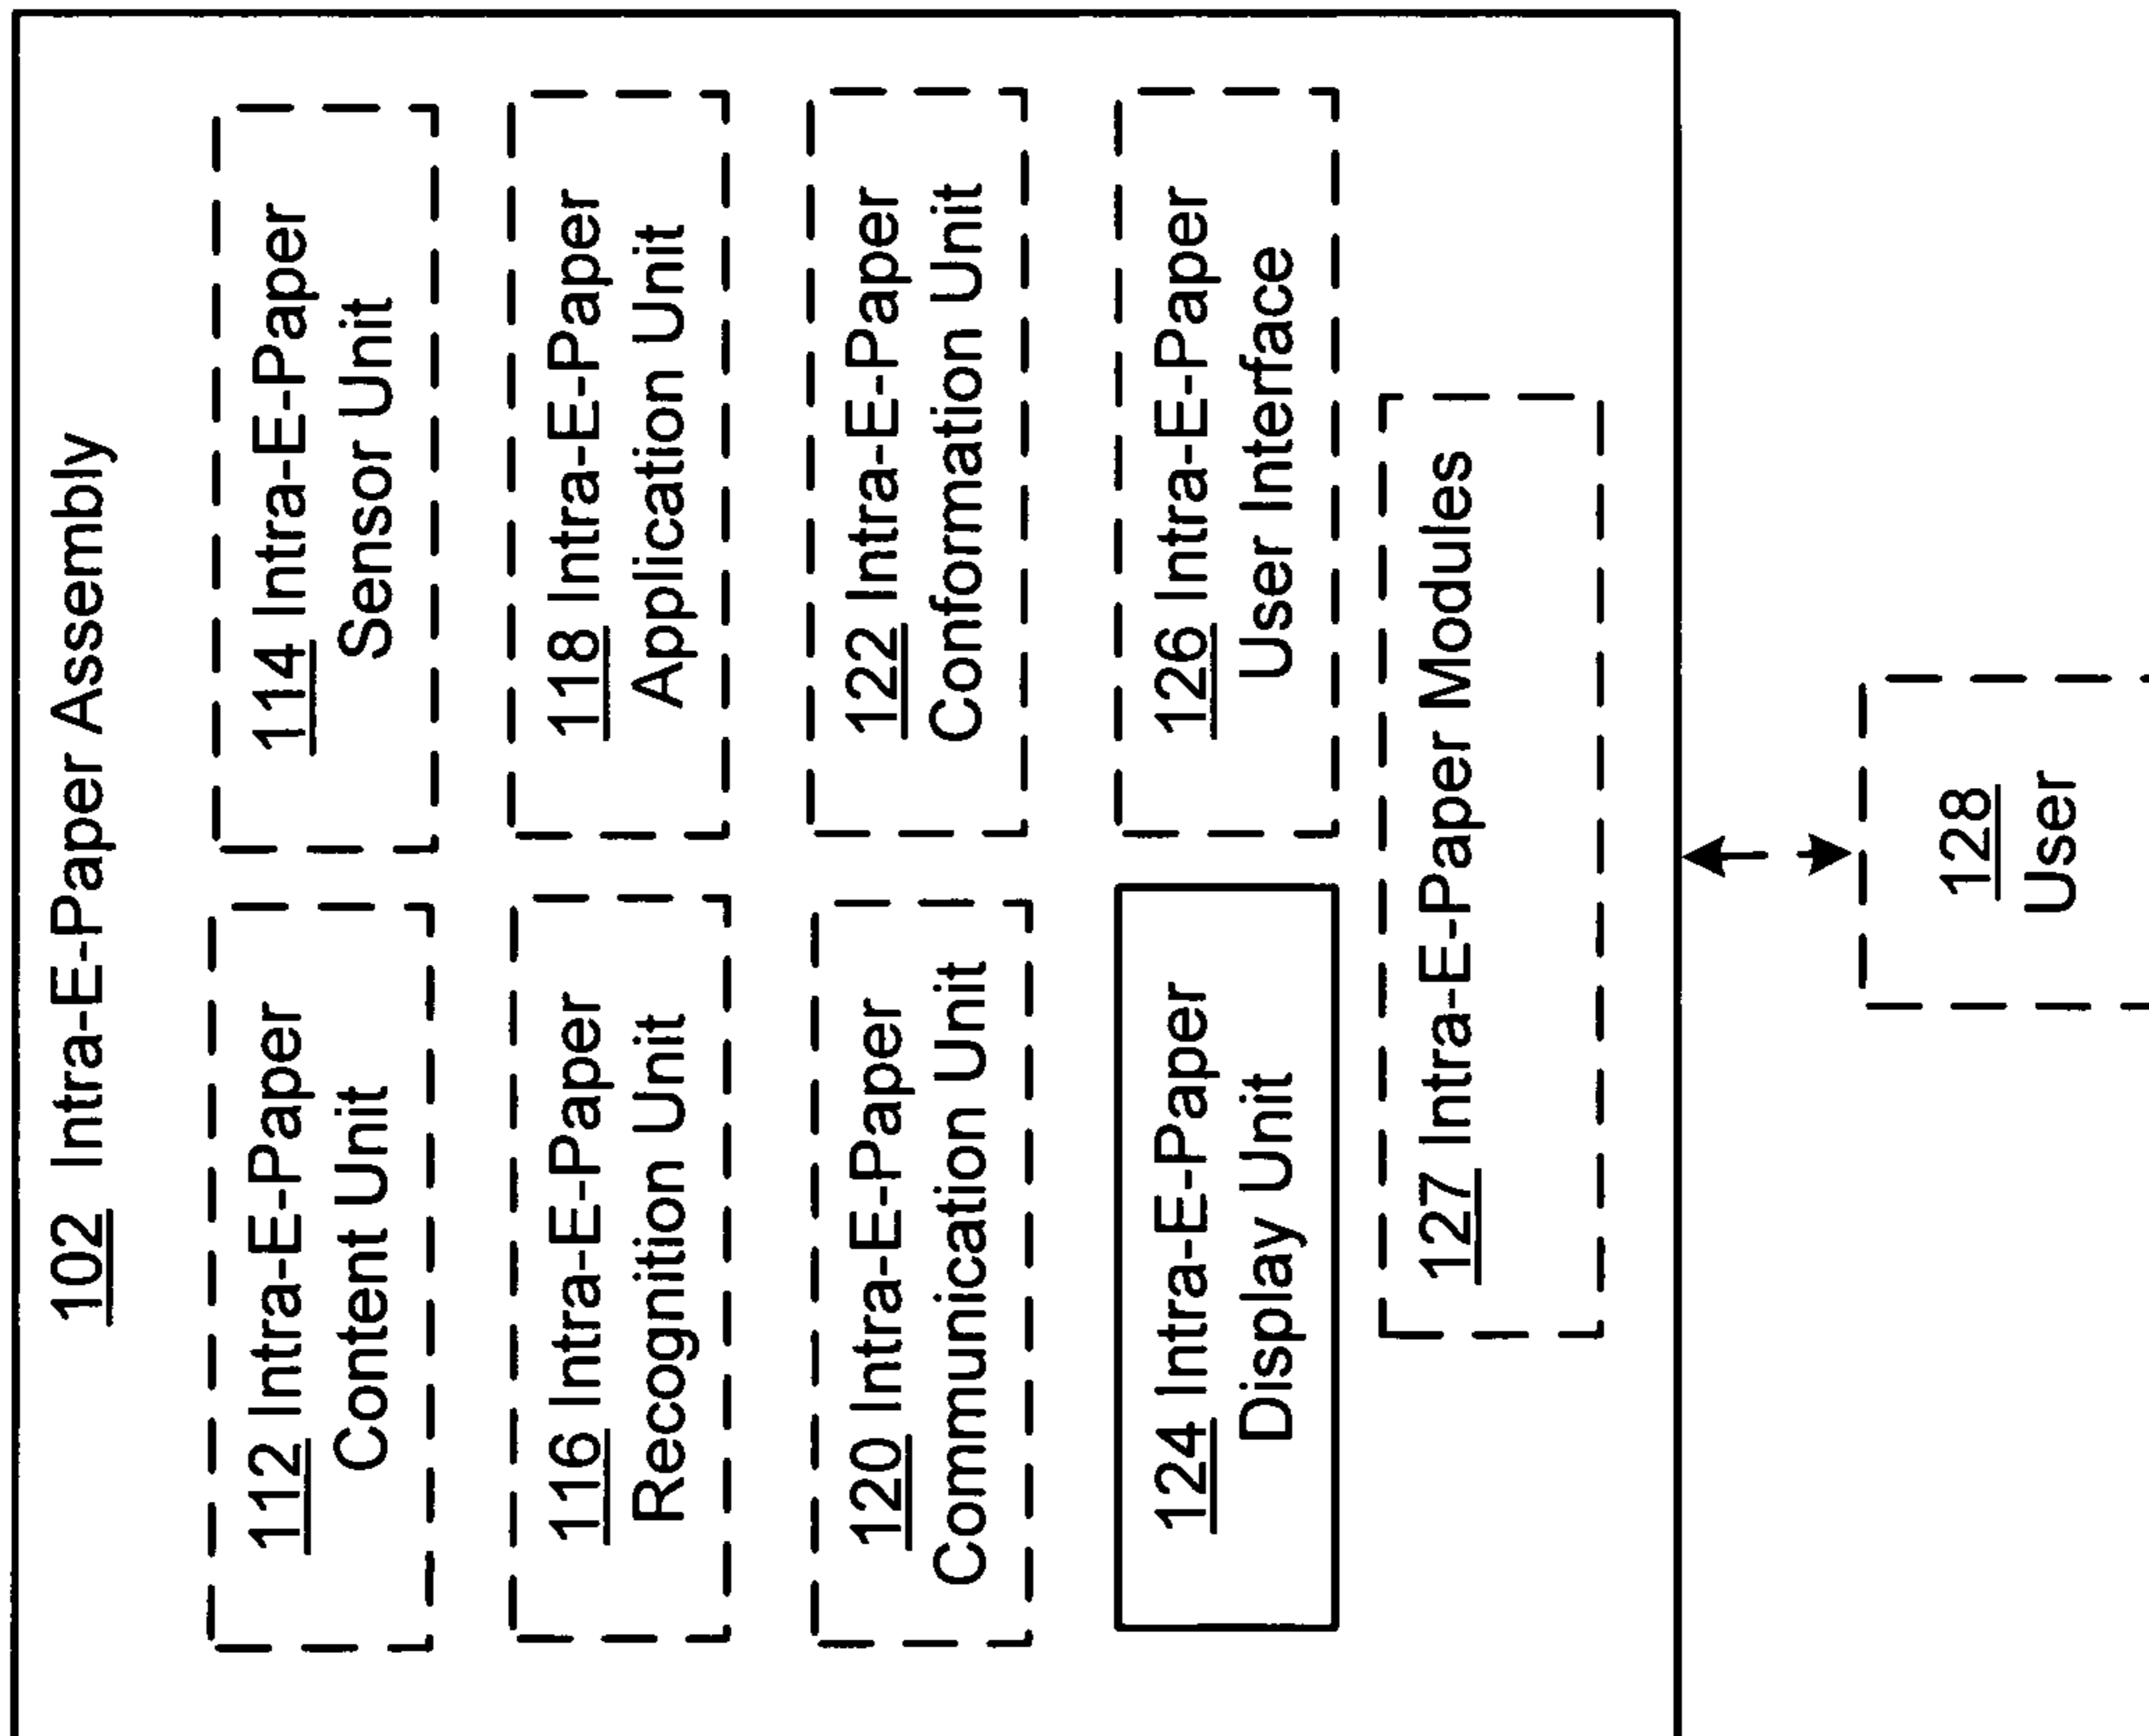 102 Intra-E-Paper Assembly
112 Intra-E-Paper
Content Unit
114 Intra-E-Paper
Sensor Unit
116 Intra-E-Paper
Recognition Unit
118 Intra-E-Paper
Application Unit
120 Intra-E-Paper
Communication Unit
122 Intra-E-Paper
Conformation Unit
124 Intra-E-Paper
Display Unit
126 Intra-E-Paper
User Interface
127 Intra-E-Paper Modules
128
User